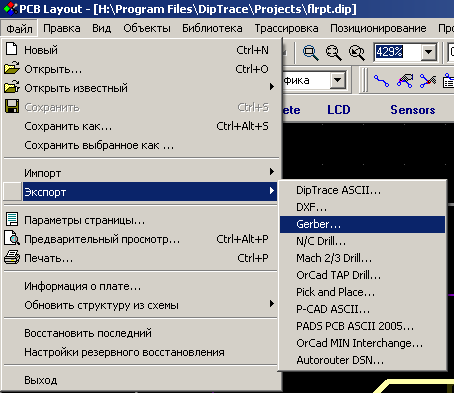 PCB Layout - [H:\Program Files\DipTrace\Projects\flrpt.dip]
Файл Правка Вид Объекты Библиотека Трассировка Позиционирование
429%
фика
ete LCD Sensors
Новый Ctrl+N
Открыть... Ctrl+O
Открыть известный
Сохранить Ctrl+S
Сохранить как... Ctrl+Alt+S
Сохранить выбранное как ...
Импорт
Экспорт
Параметры страницы...
Предварительный просмотр... Ctrl+Alt+P
Печать... Ctrl+P
Информация о плате...
Обновить структуру из схемы
Восстановить последний
Настройки резервного восстановления
Выход
DipTrace ASCII...
DXF...
Gerber...
N/C Drill...
Mach 2/3 Drill...
OrCad TAP Drill...
Pick and Place...
P-CAD ASCII...
PADS PCB ASCII 2005...
OrCad MIN Interchange...
Autorouter DSN...